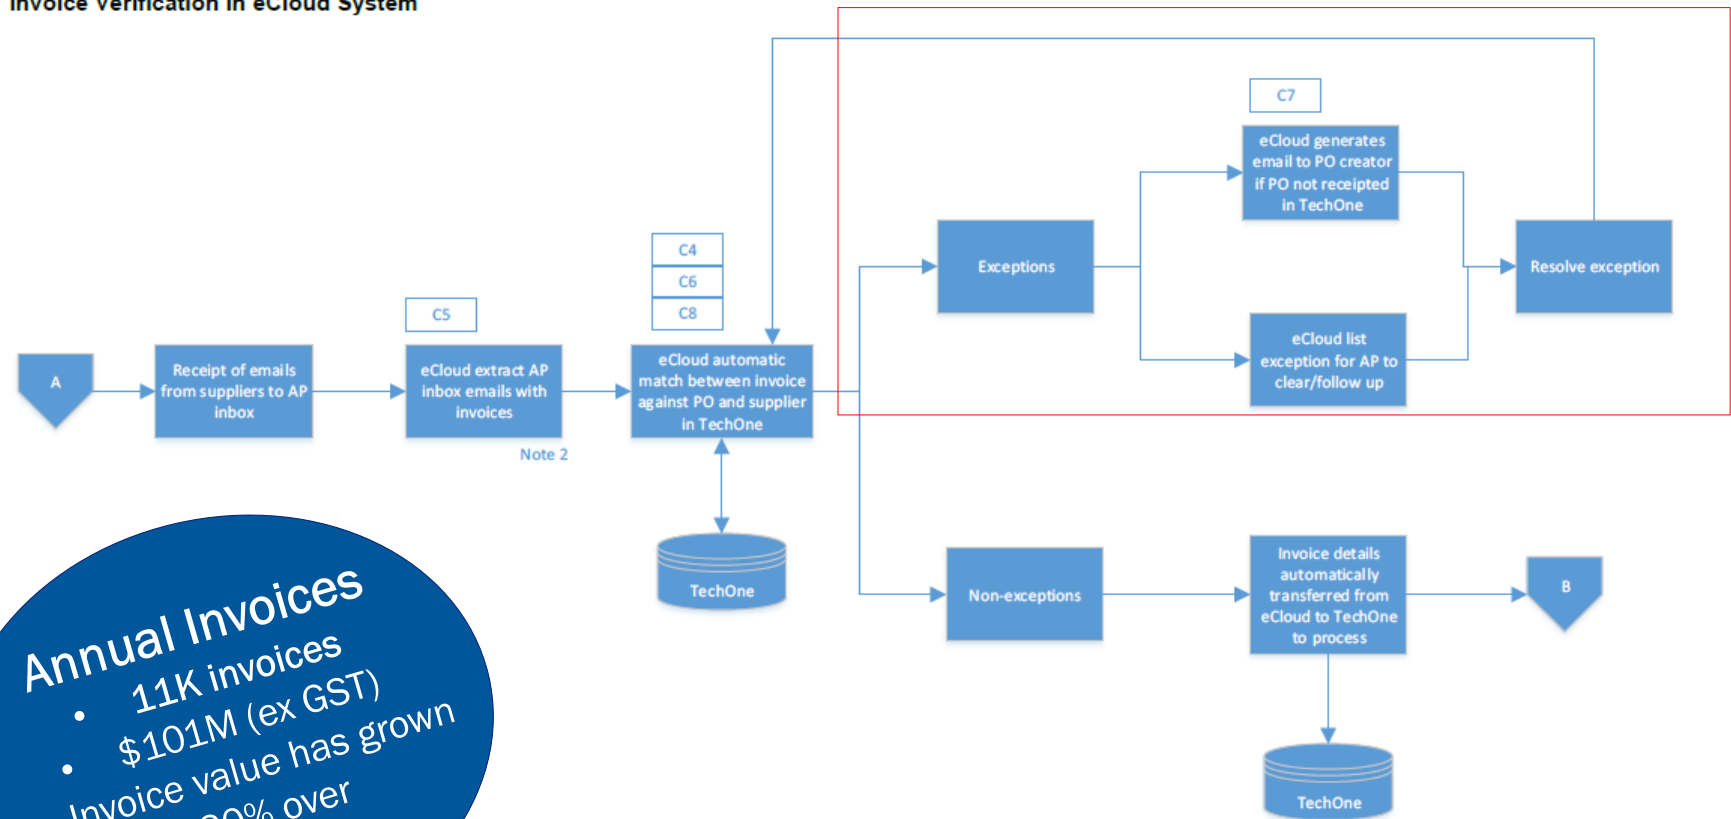 Invoice Verification in eCloud System
C7
eCloud generates
email to PO creator
if PO not receipted
in TechOne
C4
C6
C8
Exceptions
Resolve exception
C5
eCloud list
exception for AP to
clear/follow up
A
Receipt of emails
from suppliers to AP
inbox
eCloud extract AP
inbox emails with
invoices
eCloud automatic
match between invoice
against PO and supplier
in TechOne
Note 2
TechOne
Non-exceptions
Invoice details
automatically
transferred from
eCloud to TechOne
to process
B
TechOne
Annual Invoices
• 11K invoices
• $101M (ex GST)
Invoice value has grown
over